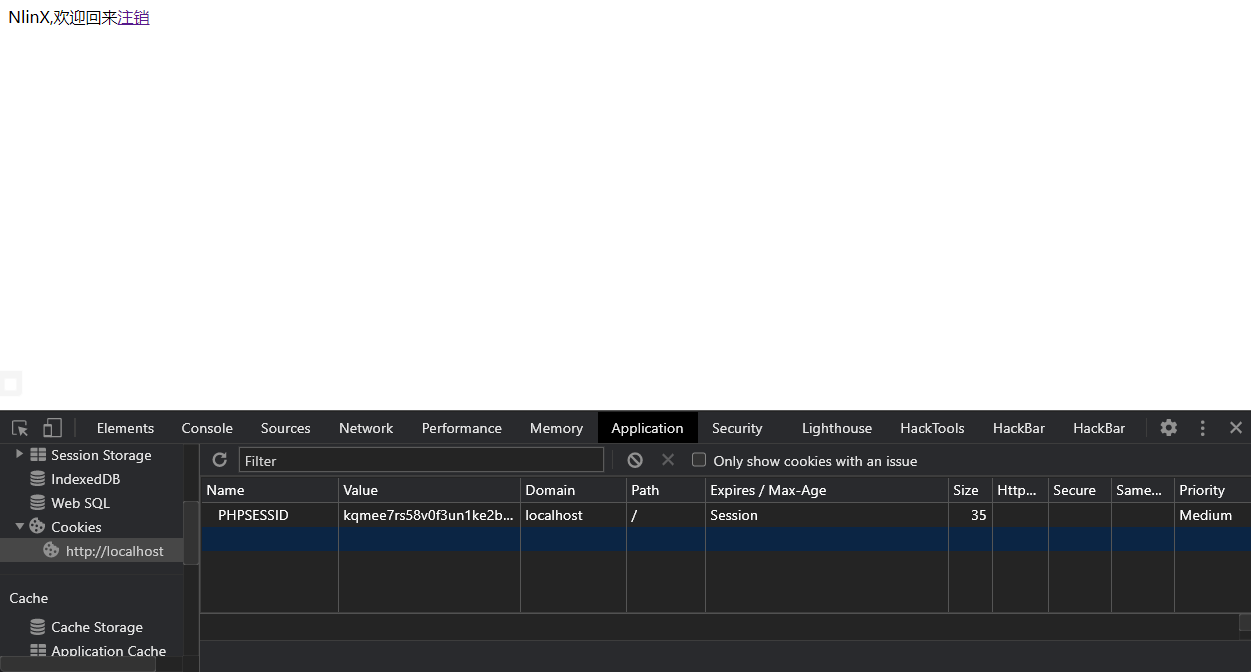 NlinX,欢迎回来注销
Elements Console Sources Network Performance Memory Application Security Lighthouse HackTools HackBar HackBar
Session Storage
IndexedDB
Web SQL
Cookies
http://localhost
Cache
Cache Storage
Application Cache
Filter Only show cookies with an issue
Name Value Domain Path Expires / Max-Age Size Http... Secure Same... Priority
PHPSESSID kqmee7rs58v0f3un1ke2b... localhost / Session 35 Medium